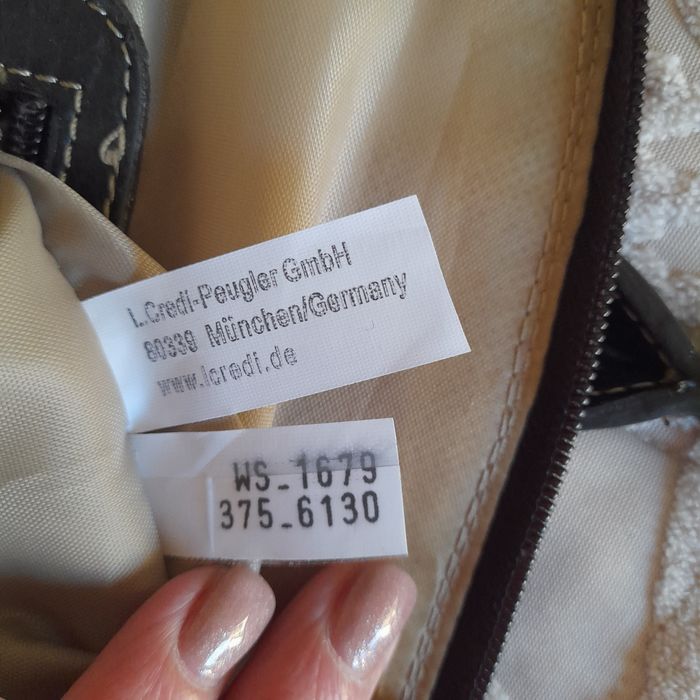 L.Credi-Peugler GmbH
80339 München/Germany
www.lcredi.de
WS_1679
375_6130